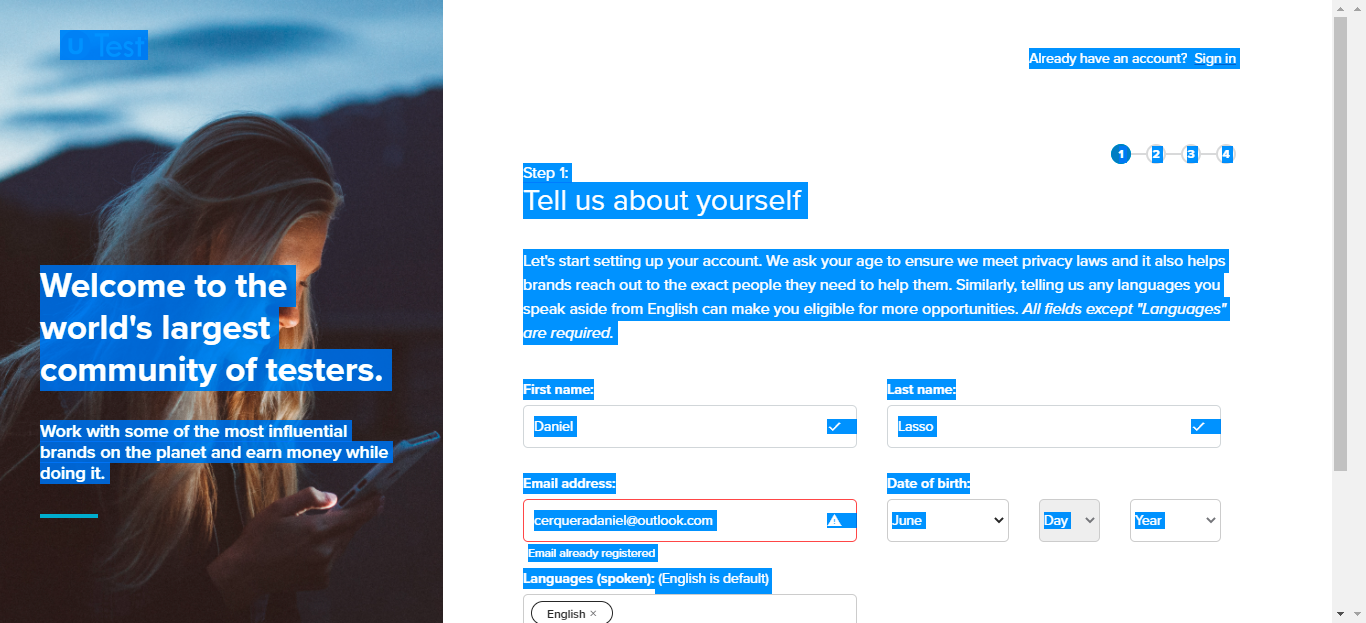 u Test
Welcome to the
world's largest
community of testers.
Work with some of the most influential
brands on the planet and earn money while
doing it.
Already have an account? Sign in
1 2 3 4
Step 1:
Tell us about yourself
Let's start setting up your account. We ask your age to ensure we meet privacy laws and it also helps
brands reach out to the exact people they need to help them. Similarly, telling us any languages you
speak aside from English can make you eligible for more opportunities. All fields except "Languages"
are required.
First name: Last name:
Daniel Lasso
Email address: Date of birth:
cerqueradaniel@outlook.com June Day Year
Email already registered
Languages (spoken): (English is default)
English ×